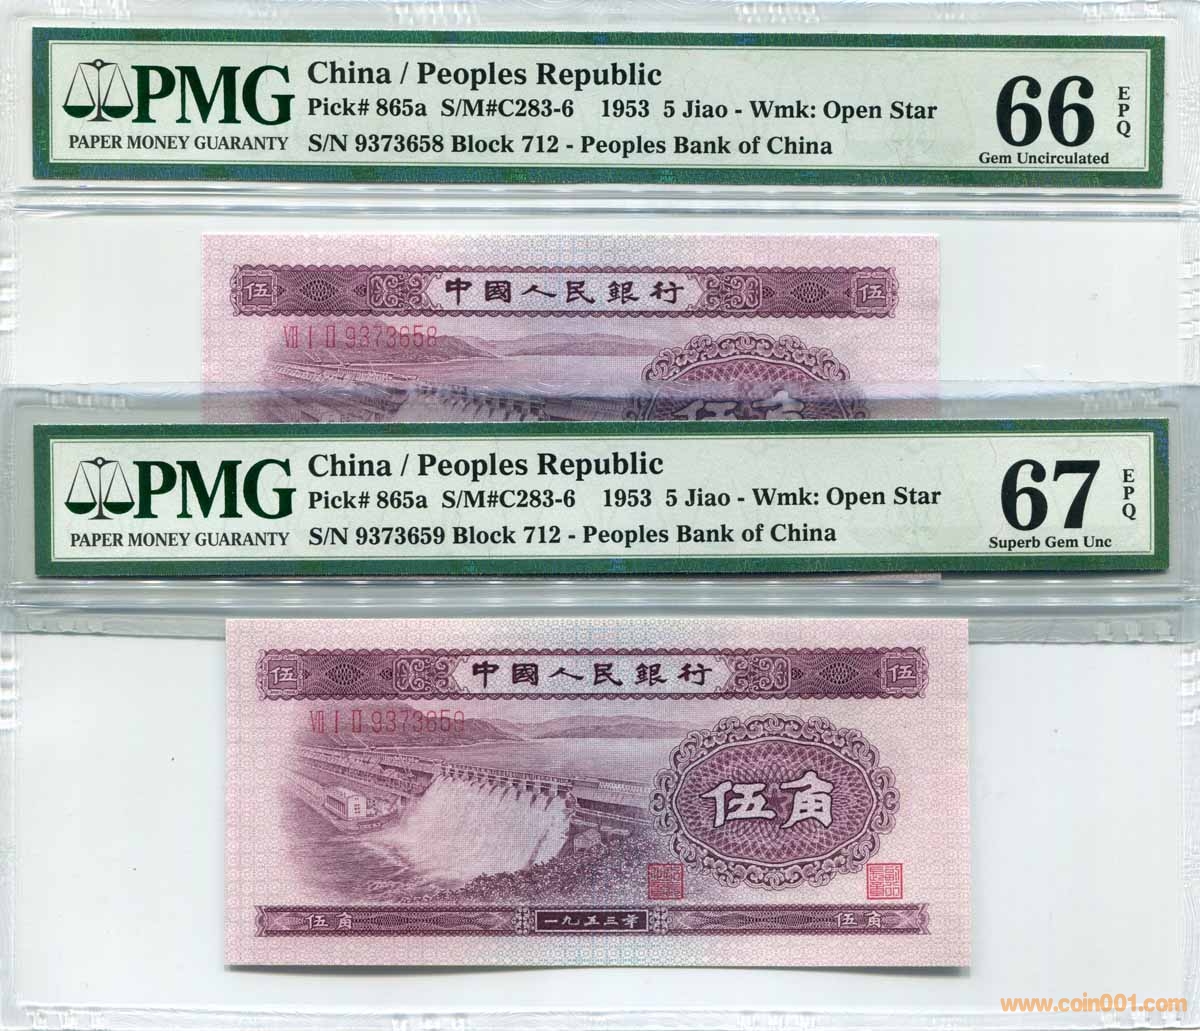 PMG
PAPER MONEY GUARANTY
China / Peoples Republic
Pick# 865a S/M#C283-6 1953 5 Jiao - Wmk: Open Star
S/N 9373658 Block 712 - Peoples Bank of China
66
EPQ
Gem Uncirculated
伍 中國人民銀行 伍
Ⅶ Ⅰ Ⅱ 9373658
伍角
PMG
PAPER MONEY GUARANTY
China / Peoples Republic
Pick# 865a S/M#C283-6 1953 5 Jiao - Wmk: Open Star
S/N 9373659 Block 712 - Peoples Bank of China
67
EPQ
Superb Gem Unc
伍 中國人民銀行 伍
Ⅶ Ⅰ Ⅱ 9373659
伍角
伍角 一九五三年 伍角
www.coin001.com